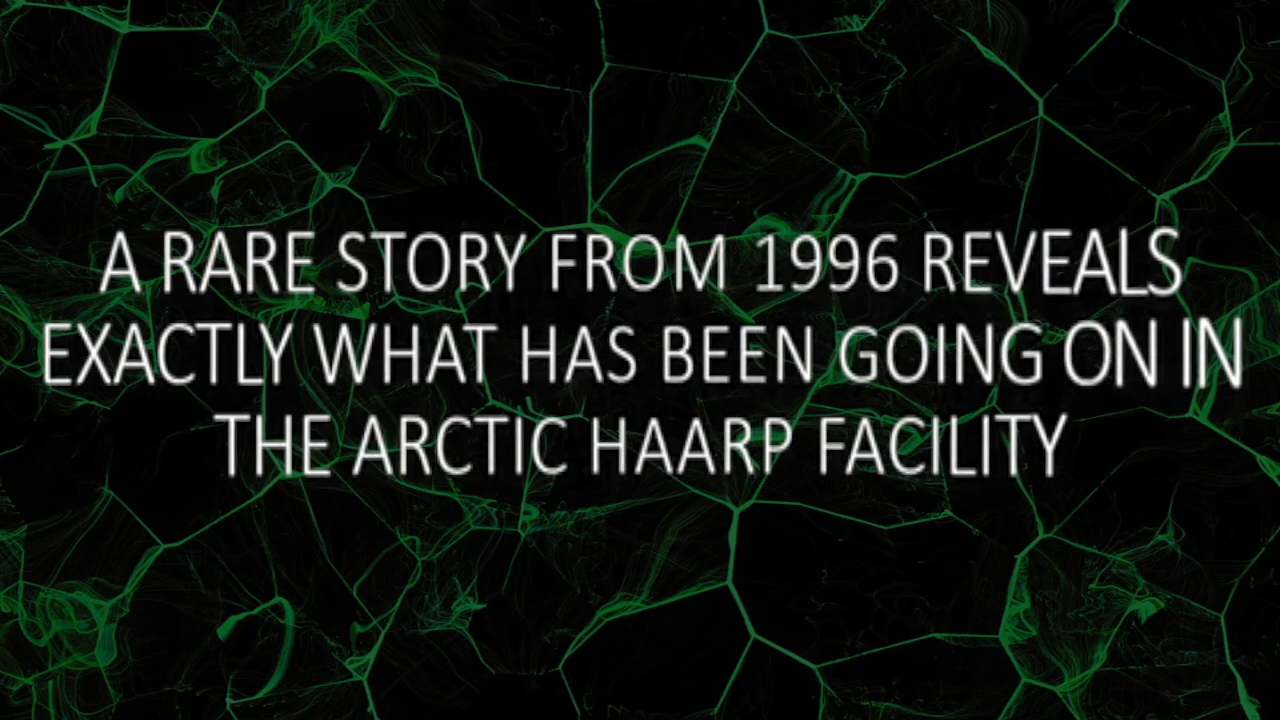 A RARE STORY FROM 1996 REVEALS
EXACTLY WHAT HAS BEEN GOING ON IN
THE ARCTIC HAARP FACILITY